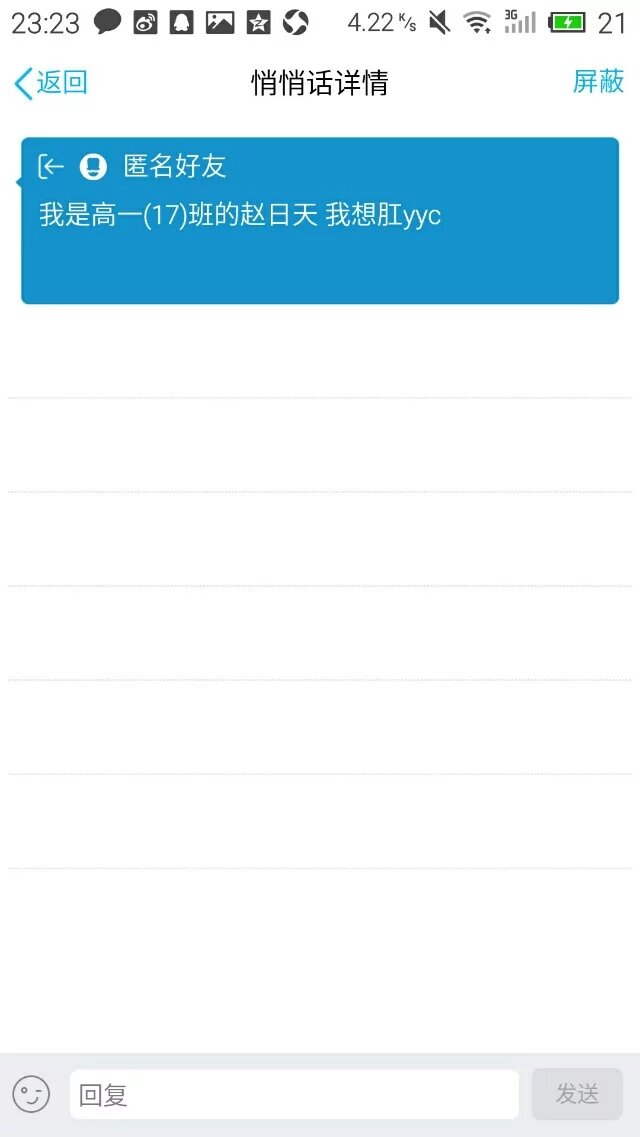 23:23 4.22 K/s 3G 21
返回 悄悄话详情 屏蔽
匿名好友
我是高一(17)班的赵日天 我想肛yyc
回复 发送